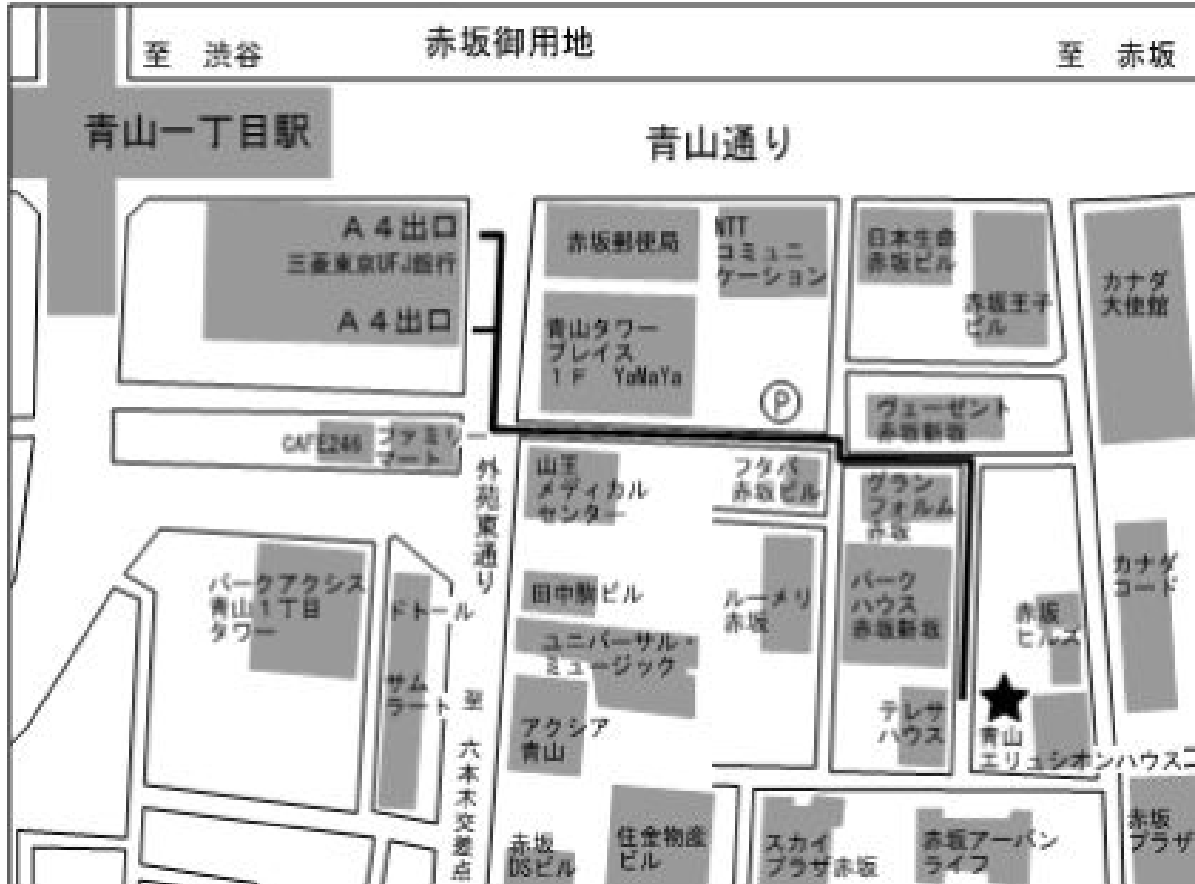 至 渋谷
赤坂御用地
至 赤坂
青山一丁目駅
青山通り
A4出口
三菱東京UFJ銀行
A4出口
赤坂郵便局
NTT
コミュニ
ケーション
日本生命
赤坂ビル
赤坂王子
ビル
カナダ
大使館
青山タワー
プレイス
1F YaNaYa
P
ヴェーゼント
赤坂新坂
CAFE246
ファミリー
マート
外苑東通り
山王
メディカル
センター
フタバ
赤坂ビル
グラン
フォルム
赤坂
パークアクシス
青山1丁目
タワー
ドトール
サム
ラート
田中駒ビル
ユニバーサル・
ミュージック
ルーメリ
赤坂
パーク
ハウス
赤坂新坂
赤坂
ヒルズ
カナダ
コード
アクシア
青山
テレサ
ハウス
青山
エリュシオンハウス
至 六本木交差点
赤坂
DSビル
住金物産
ビル
スカイ
プラザ赤坂
赤坂アーバン
ライフ
赤坂
プラザ